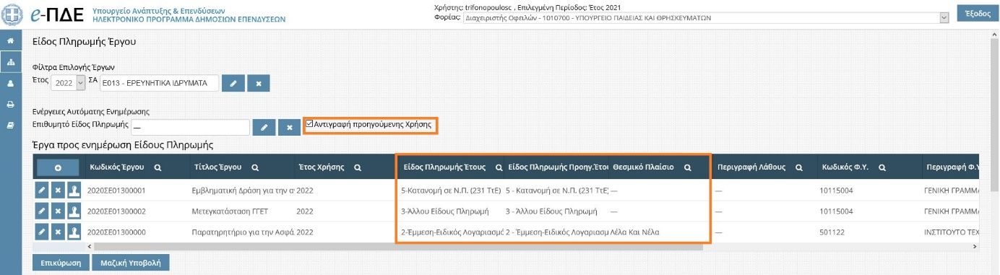 Χρήστης: trifonopoulosc , Επιλεγμένη Περίοδος: Έτος 2021
e-ΠΔΕ Υπουργείο Ανάπτυξης & Επενδύσεων
ΗΛΕΚΤΡΟΝΙΚΟ ΠΡΟΓΡΑΜΜΑ ΔΗΜΟΣΙΩΝ ΕΠΕΝΔΥΣΕΩΝ
Φορέας: Διαχειριστής Οφειλών - 1010700 - ΥΠΟΥΡΓΕΙΟ ΠΑΙΔΕΙΑΣ ΚΑΙ ΘΡΗΣΚΕΥΜΑΤΩΝ
Έξοδος
Είδος Πληρωμής Έργου
Φίλτρα Επιλογής Έργων
Έτος 2022 ΣΑ Ε013 - ΕΡΕΥΝΗΤΙΚΑ ΙΔΡΥΜΑΤΑ
Ενέργειες Αυτόματης Ενημέρωσης
Επιθυμητό Είδος Πληρωμής — Αντιγραφή προηγούμενης Χρήσης
Έργα προς ενημέρωση Είδους Πληρωμής
Κωδικός Έργου Τίτλος Έργου Έτος Χρήσης Είδος Πληρωμής Έτους Είδος Πληρωμής Προηγ.Έτου Θεσμικό Πλαίσιο Περιγραφή Λάθους Κωδικός Φ.Υ. Περιγραφή Φ.Υ
2020ΣΕ01300001 Εμβληματική Δράση για την αν 2022 5-Κατανομή σε Ν.Π. (231 ΤτΕ) 5 - Κατανομή σε Ν.Π. (231 ΤτΕ) — — 10115004 ΓΕΝΙΚΗ ΓΡΑΜΜΑ
2020ΣΕ01300002 Μετεγκατάσταση ΓΓΕΤ 2022 3-Άλλου Είδους Πληρωμή 3 - Άλλου Είδους Πληρωμή — — 10115004 ΓΕΝΙΚΗ ΓΡΑΜΜΑ
2020ΣΕ01300000 Παρατηρητήριο για την Ασφά 2022 2-Έμμεση-Ειδικός Λογαριασμό 2 - Έμμεση-Ειδικός Λογαριασμ Λέλα Και Νέλα — 501122 ΙΝΣΤΙΤΟΥΤΟ ΤΕΧ
Επικύρωση Μαζική Υποβολή